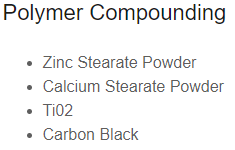 Polymer Compounding
Zinc Stearate Powder
Calcium Stearate Powder
Ti02
Carbon Black